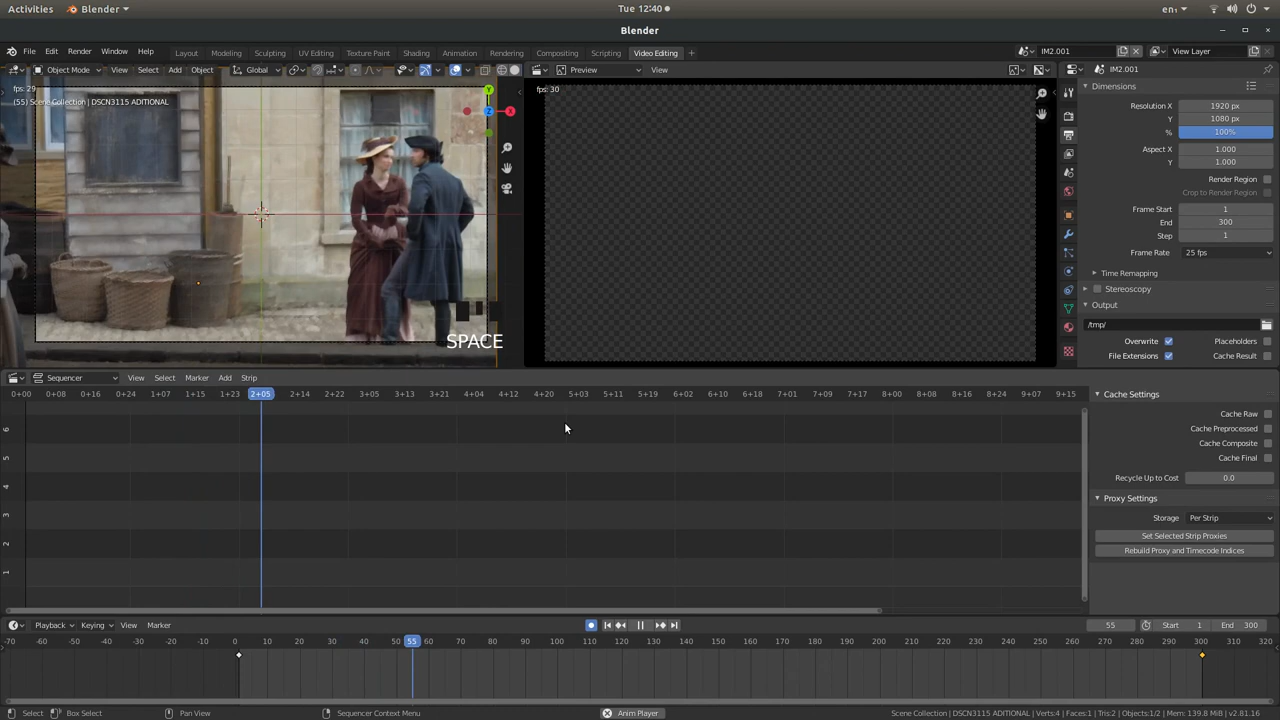 Activities Blender Tue 12:40 en₁
Blender
File Edit Render Window Help Layout Modeling Sculpting UV Editing Texture Paint Shading Animation Rendering Compositing Scripting Video Editing + IM2.001 View Layer
Object Mode View Select Add Object Global Preview View IM2.001
fps: 29
(55) Scene Collection | DSCN3115 ADITIONAL
Y
Z X
fps: 30
Dimensions
Resolution X 1920 px
Y 1080 px
% 100%
Aspect X 1.000
Y 1.000
Render Region
Crop to Render Region
Frame Start 1
End 300
Step 1
Frame Rate 25 fps
Time Remapping
Stereoscopy
Output
/tmp/
Overwrite Placeholders
File Extensions Cache Result
SPACE
Sequencer View Select Marker Add Strip
0+00 0+08 0+16 0+24 1+07 1+15 1+23 2+05 2+14 2+22 3+05 3+13 3+21 4+04 4+12 4+20 5+03 5+11 5+19 6+02 6+10 6+18 7+01 7+09 7+17 8+00 8+08 8+16 8+24 9+07 9+15
6
5
4
3
2
1
Cache Settings
Cache Raw
Cache Preprocessed
Cache Composite
Cache Final
Recycle Up to Cost 0.0
Proxy Settings
Storage Per Strip
Set Selected Strip Proxies
Rebuild Proxy and Timecode Indices
Playback Keying View Marker 55 Start 1 End 300
-70 -60 -50 -40 -30 -20 -10 0 10 20 30 40 50 55 60 70 80 90 100 110 120 130 140 150 160 170 180 190 200 210 220 230 240 250 260 270 280 290 300 310 320
Select Box Select Pan View Sequencer Context Menu Anim Player Scene Collection | DSCN3115 ADITIONAL | Verts:4 | Faces:1 | Tris:2 | Objects:1/2 | Mem: 139.8 MiB | v2.81.16